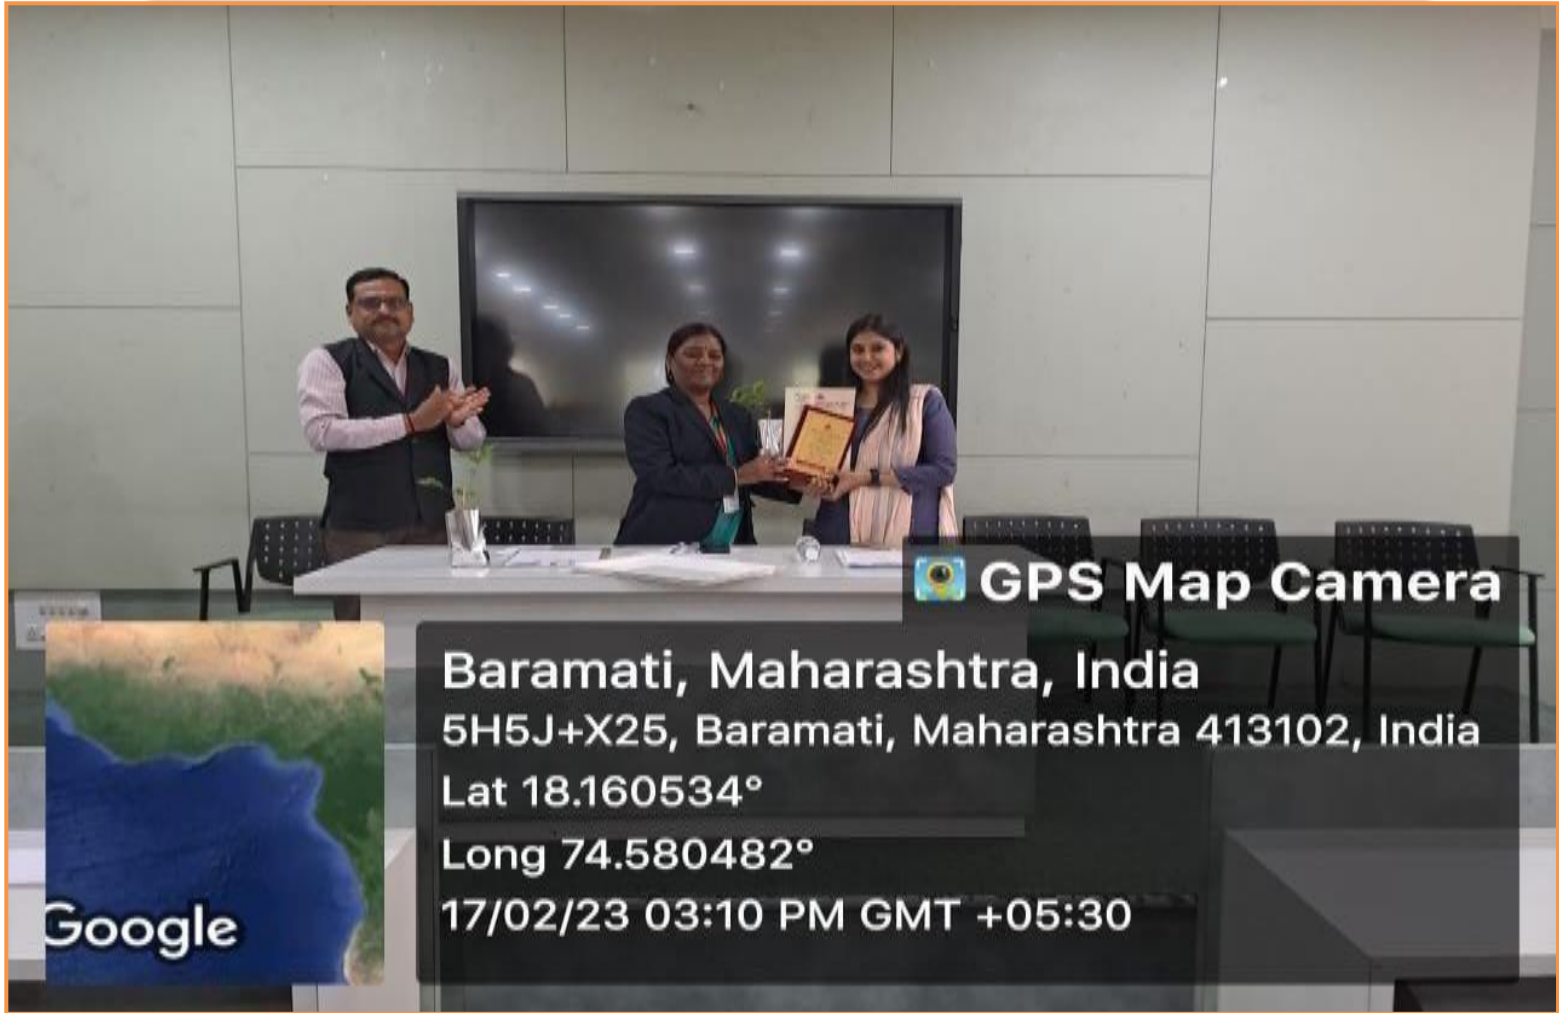 GPS Map Camera
Baramati, Maharashtra, India
5H5J+X25, Baramati, Maharashtra 413102, India
Lat 18.160534°
Long 74.580482°
17/02/23 03:10 PM GMT +05:30
Google